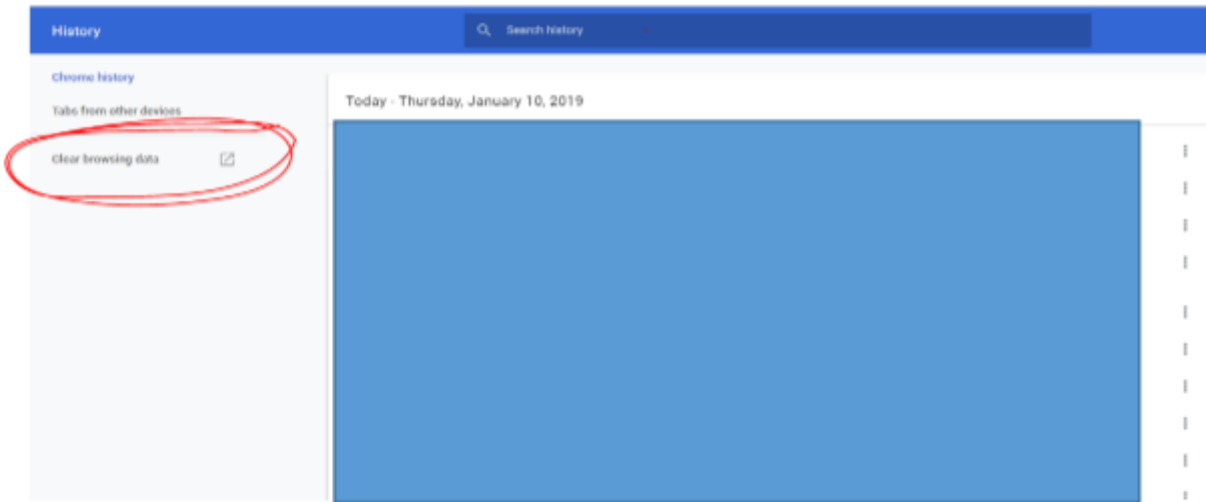 History
Search history
Chrome history
Tabs from other devices
Clear browsing data
Today - Thursday, January 10, 2019